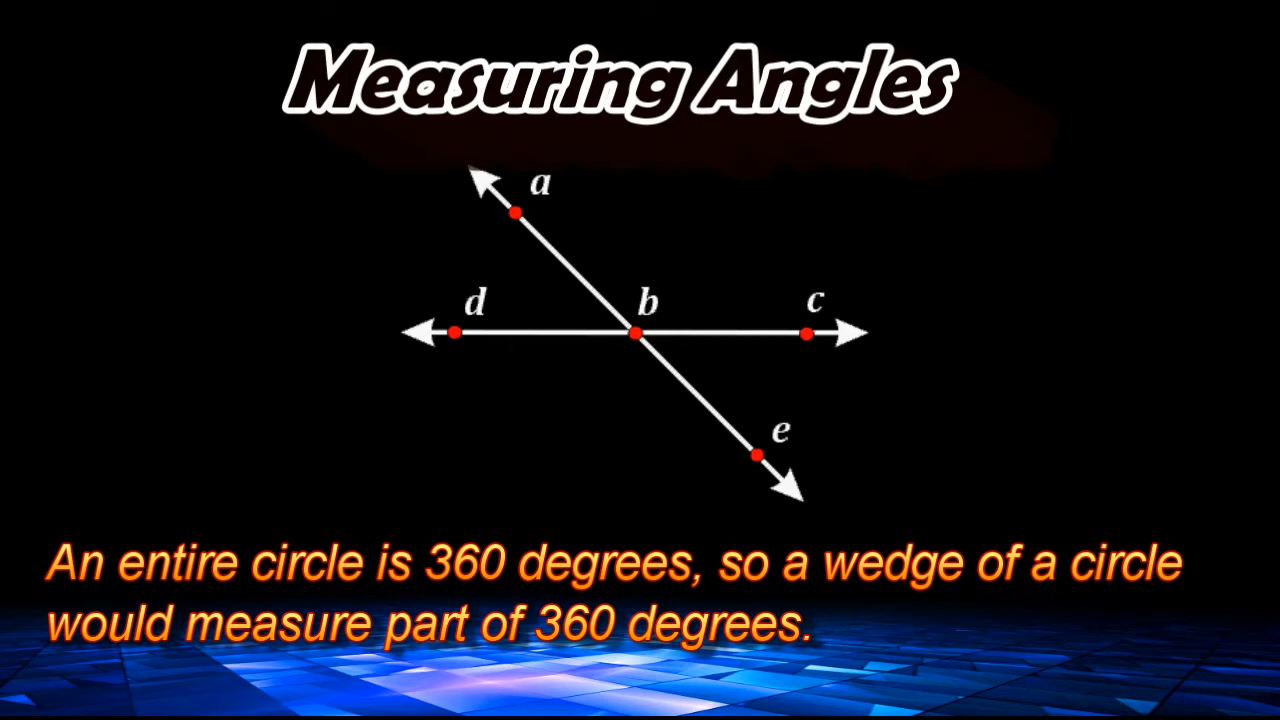 Measuring Angles
a
d
b
c
e
An entire circle is 360 degrees, so a wedge of a circle
would measure part of 360 degrees.